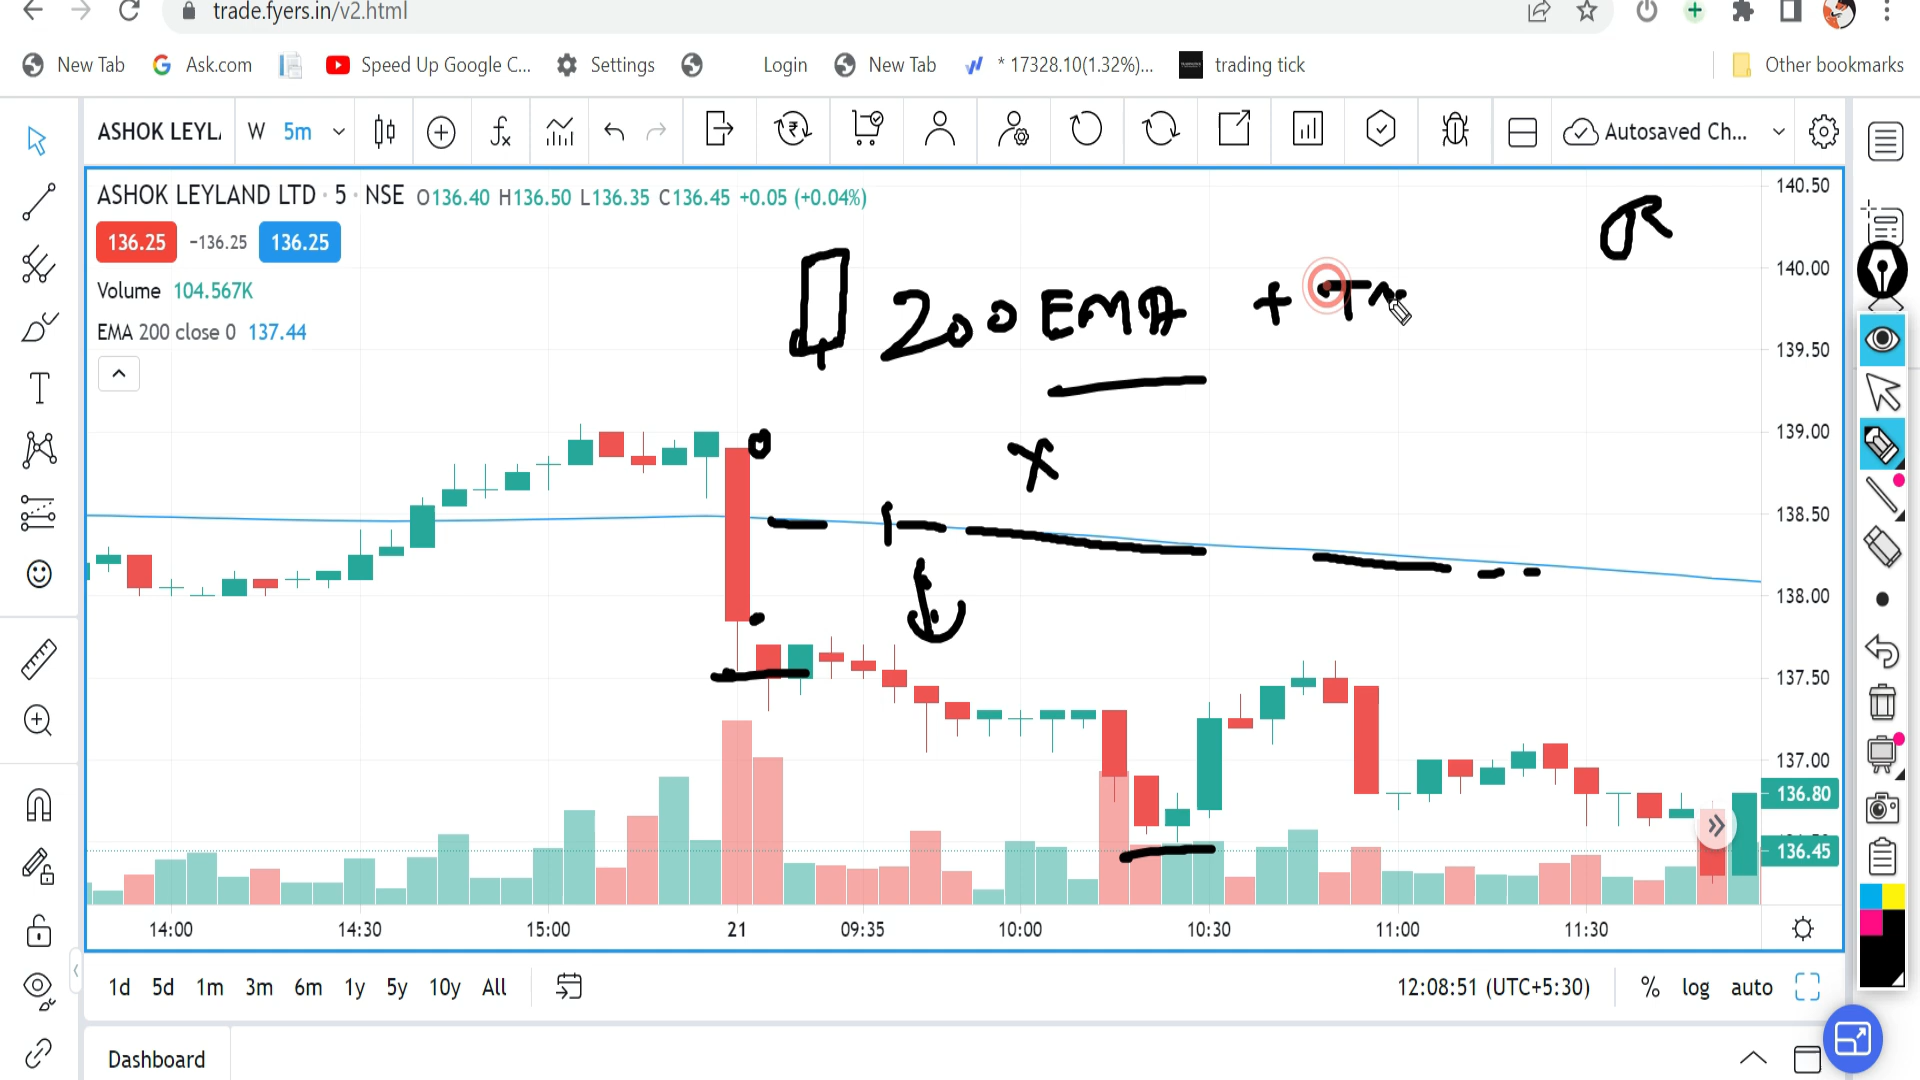 trade.fyers.in/v2.html
New Tab Ask.com Speed Up Google C... Settings Login New Tab * 17328.10(1.32%)... trading tick Other bookmarks
ASHOK LEYL W 5m Autosaved Ch...
ASHOK LEYLAND LTD · 5 · NSE O136.40 H136.50 L136.35 C136.45 +0.05 (+0.04%)
136.25 −136.25 136.25
Volume 104.567K
EMA 200 close 0 137.44
200 EMA +
140.50
140.00
139.50
139.00
138.50
138.00
137.50
137.00
136.80
136.45
14:00 14:30 15:00 21 09:35 10:00 10:30 11:00 11:30
1d 5d 1m 3m 6m 1y 5y 10y All 12:08:51 (UTC+5:30) % log auto
Dashboard